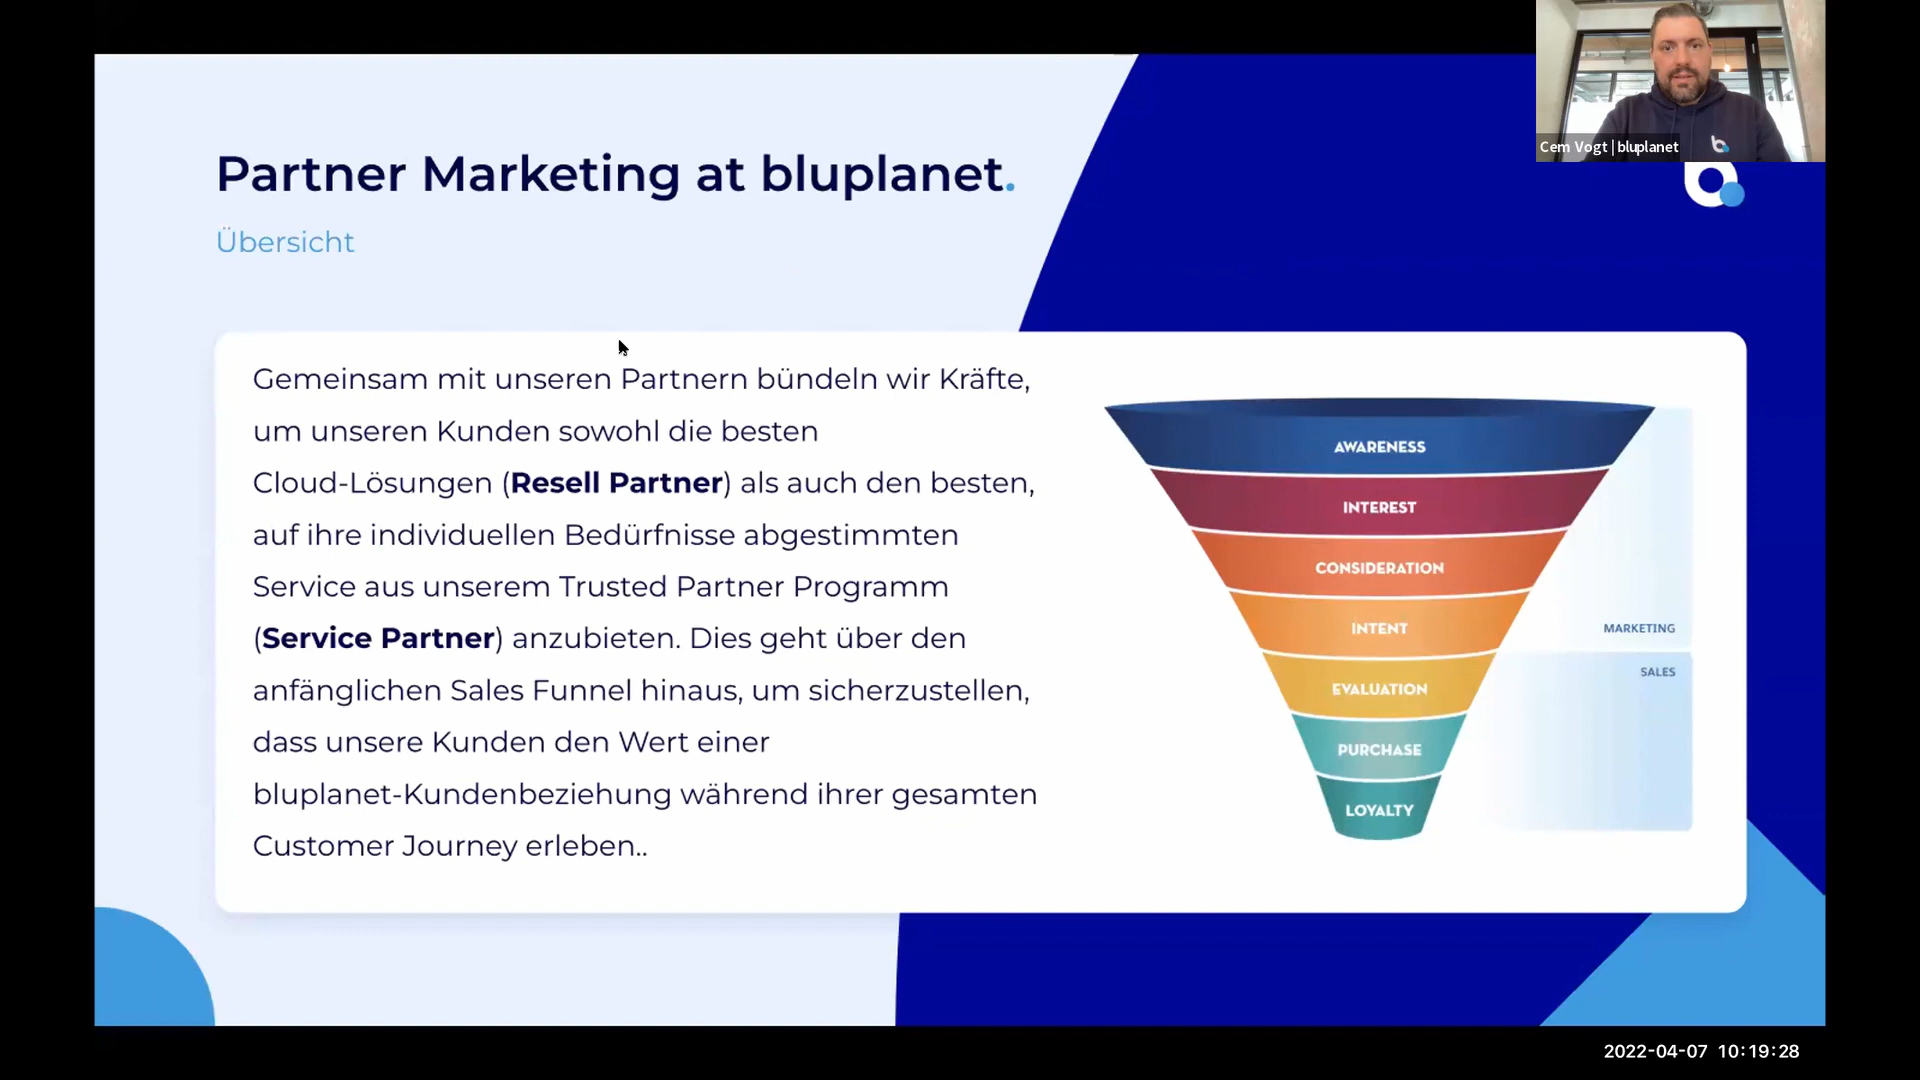 Cem Vogt | bluplanet
Partner Marketing at bluplanet.
Übersicht
Gemeinsam mit unseren Partnern bündeln wir Kräfte,
um unseren Kunden sowohl die besten
Cloud-Lösungen (Resell Partner) als auch den besten,
auf ihre individuellen Bedürfnisse abgestimmten
Service aus unserem Trusted Partner Programm
(Service Partner) anzubieten. Dies geht über den
anfänglichen Sales Funnel hinaus, um sicherzustellen,
dass unsere Kunden den Wert einer
bluplanet-Kundenbeziehung während ihrer gesamten
Customer Journey erleben..
AWARENESS
INTEREST
CONSIDERATION
INTENT
EVALUATION
PURCHASE
LOYALTY
MARKETING
SALES
2022-04-07 10:19:28